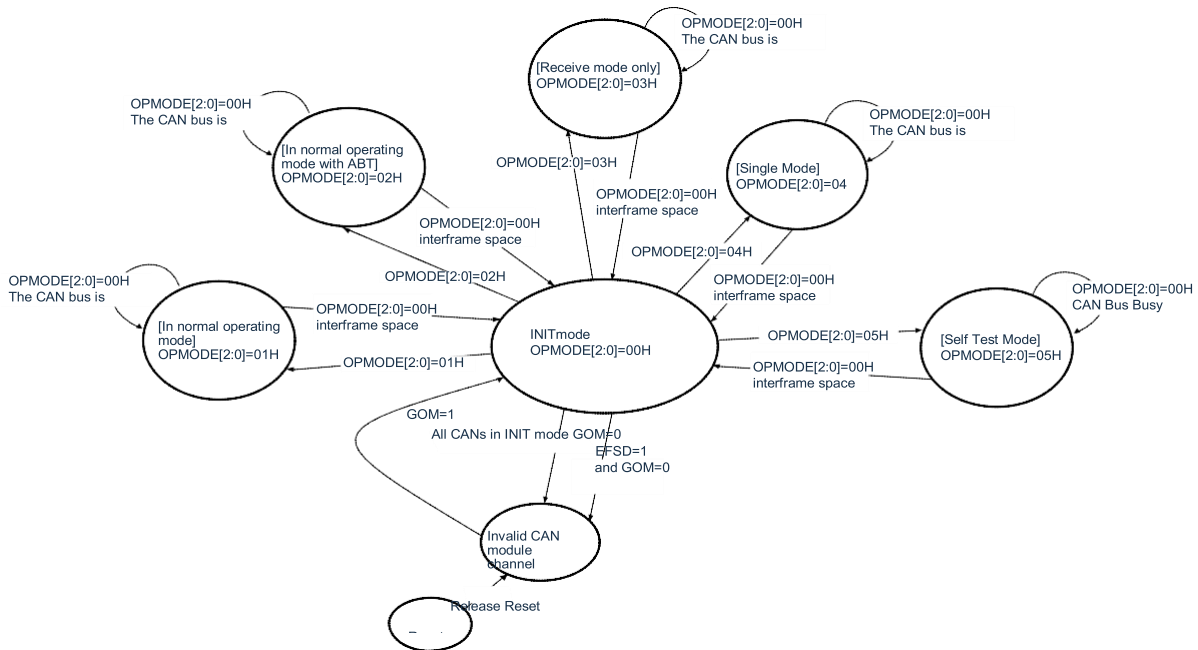 OPMODE[2:0]=00H
The CAN bus is
[Receive mode only]
OPMODE[2:0]=03H
OPMODE[2:0]=00H
The CAN bus is
OPMODE[2:0]=00H
The CAN bus is
[In normal operating
mode with ABT]
OPMODE[2:0]=02H
OPMODE[2:0]=03H
[Single Mode]
OPMODE[2:0]=04
OPMODE[2:0]=00H
interframe space
OPMODE[2:0]=00H
interframe space
OPMODE[2:0]=04H
OPMODE[2:0]=02H
OPMODE[2:0]=00H
interframe space
OPMODE[2:0]=00H
The CAN bus is
OPMODE[2:0]=00H
CAN Bus Busy
[In normal operating
mode]
OPMODE[2:0]=01H
OPMODE[2:0]=00H
interframe space
INITmode
OPMODE[2:0]=00H
OPMODE[2:0]=05H
[Self Test Mode]
OPMODE[2:0]=05H
OPMODE[2:0]=01H
OPMODE[2:0]=00H
interframe space
GOM=1
All CANs in INIT mode GOM=0
EFSD=1
and GOM=0
Invalid CAN
module
channel
Release Reset